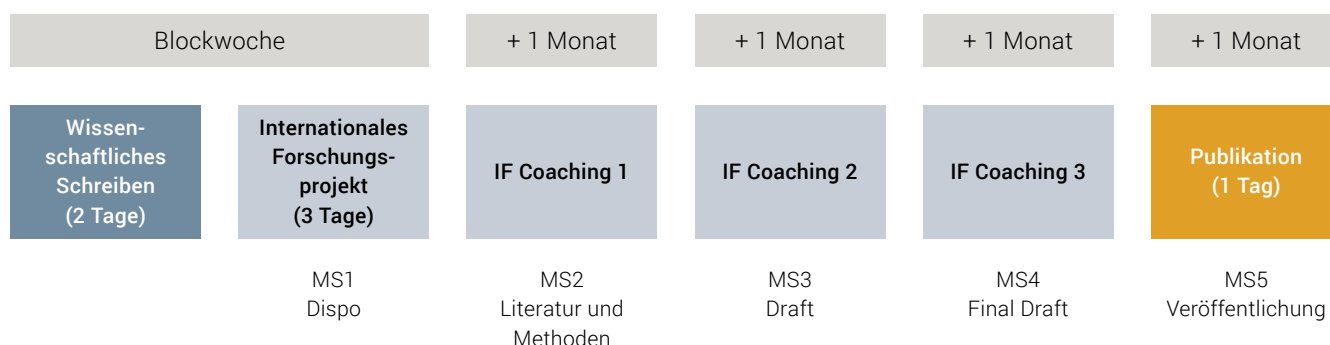 Blockwoche
+ 1 Monat
+ 1 Monat
+ 1 Monat
+ 1 Monat
Wissen-
schaftliches
Schreiben
(2 Tage)
Internationales
Forschungs-
projekt
(3 Tage)
IF Coaching 1
IF Coaching 2
IF Coaching 3
Publikation
(1 Tag)
MS1
Dispo
MS2
Literatur und
Methoden
MS3
Draft
MS4
Final Draft
MS5
Veröffentlichung